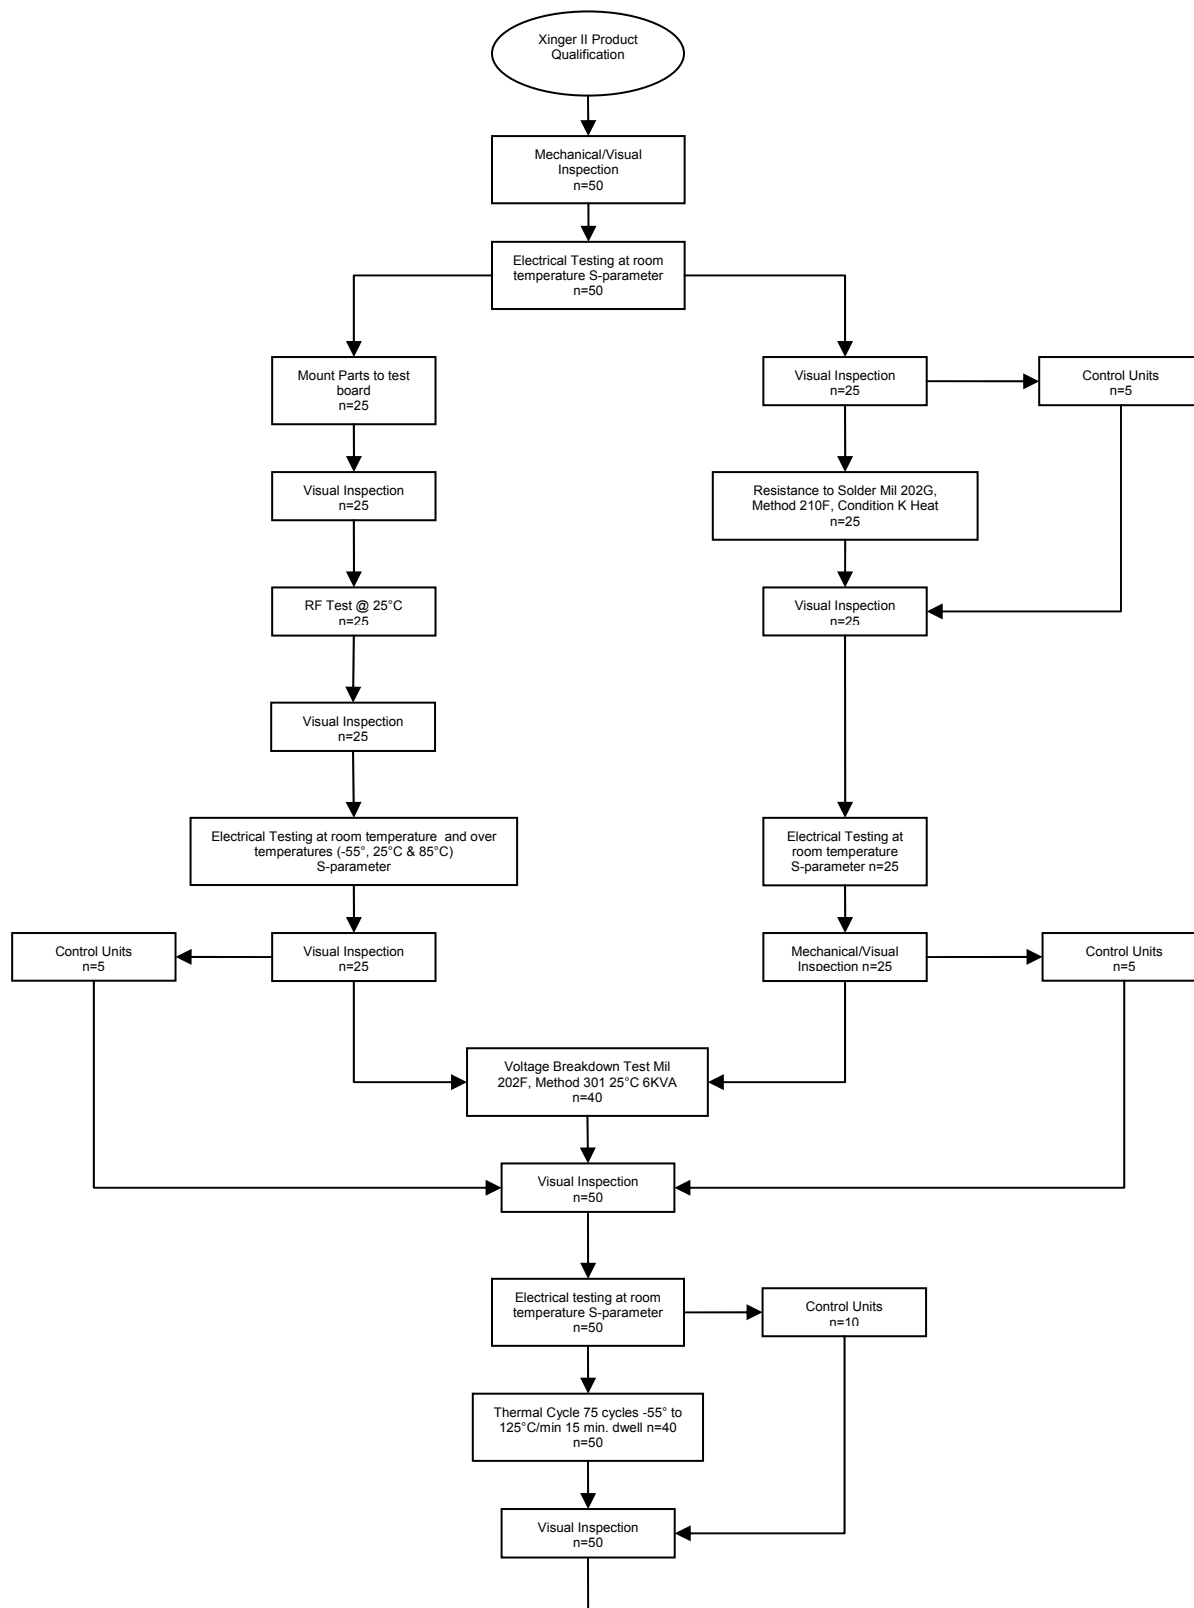 Xinger II Product
Qualification
Mechanical/Visual
Inspection
n=50
Electrical Testing at room
temperature S-parameter
n=50
Mount Parts to test
board
n=25
Visual Inspection
n=25
Control Units
n=5
Visual Inspection
n=25
Resistance to Solder Mil 202G,
Method 210F, Condition K Heat
n=25
RF Test @ 25°C
n=25
Visual Inspection
n=25
Visual Inspection
n=25
Electrical Testing at room temperature and over
temperatures (-55°, 25°C & 85°C)
S-parameter
Electrical Testing at
room temperature
S-parameter n=25
Control Units
n=5
Visual Inspection
n=25
Mechanical/Visual
Inspection n=25
Control Units
n=5
Voltage Breakdown Test Mil
202F, Method 301 25°C 6KVA
n=40
Visual Inspection
n=50
Electrical testing at room
temperature S-parameter
n=50
Control Units
n=10
Thermal Cycle 75 cycles -55° to
125°C/min 15 min. dwell n=40
n=50
Visual Inspection
n=50